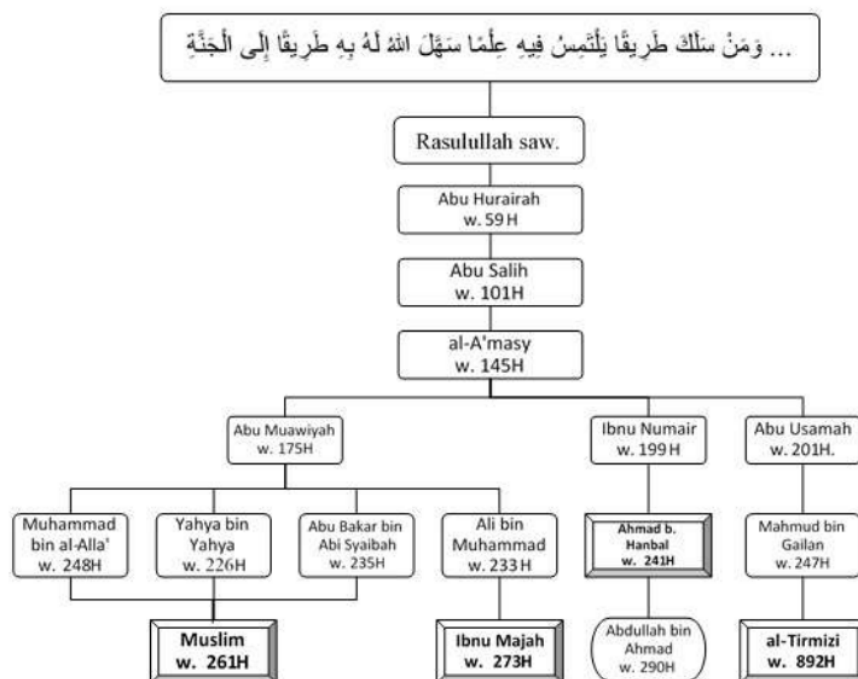 ... وَمَنْ سَلَكَ طَرِيقًا يَلْتَمِسُ فِيهِ عِلْمًا سَهَّلَ اللهُ لَهُ بِهِ طَرِيقًا إِلَى الْجَنَّةِ
Rasulullah saw.
Abu Hurairah
w. 59H
Abu Salih
w. 101H
al-A'masy
w. 145H
Abu Muawiyah
w. 175H
Ibnu Numair
w. 199H
Abu Usamah
w. 201H.
Muhammad
bin al-Alla'
w. 248H
Yahya bin
Yahya
w. 226H
Abu Bakar bin
Abi Syaibah
w. 235H
Ali bin
Muhammad
w. 233H
Ahmad b.
Hanbal
w. 241H
Mahmud bin
Gailan
w. 247H
Muslim
w. 261H
Ibnu Majah
w. 273H
Abdullah bin
Ahmad
w. 290H
al-Tirmizi
w. 892H